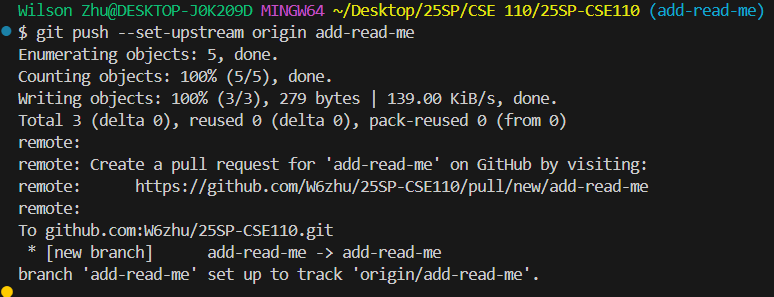 Wilson Zhu@DESKTOP-J0K209D MINGW64 ~/Desktop/25SP/CSE 110/25SP-CSE110 (add-read-me)
$ git push --set-upstream origin add-read-me
Enumerating objects: 5, done.
Counting objects: 100% (5/5), done.
Writing objects: 100% (3/3), 279 bytes | 139.00 KiB/s, done.
Total 3 (delta 0), reused 0 (delta 0), pack-reused 0 (from 0)
remote:
remote: Create a pull request for 'add-read-me' on GitHub by visiting:
remote:      https://github.com/W6zhu/25SP-CSE110/pull/new/add-read-me
remote:
To github.com:W6zhu/25SP-CSE110.git
 * [new branch]      add-read-me -> add-read-me
branch 'add-read-me' set up to track 'origin/add-read-me'.